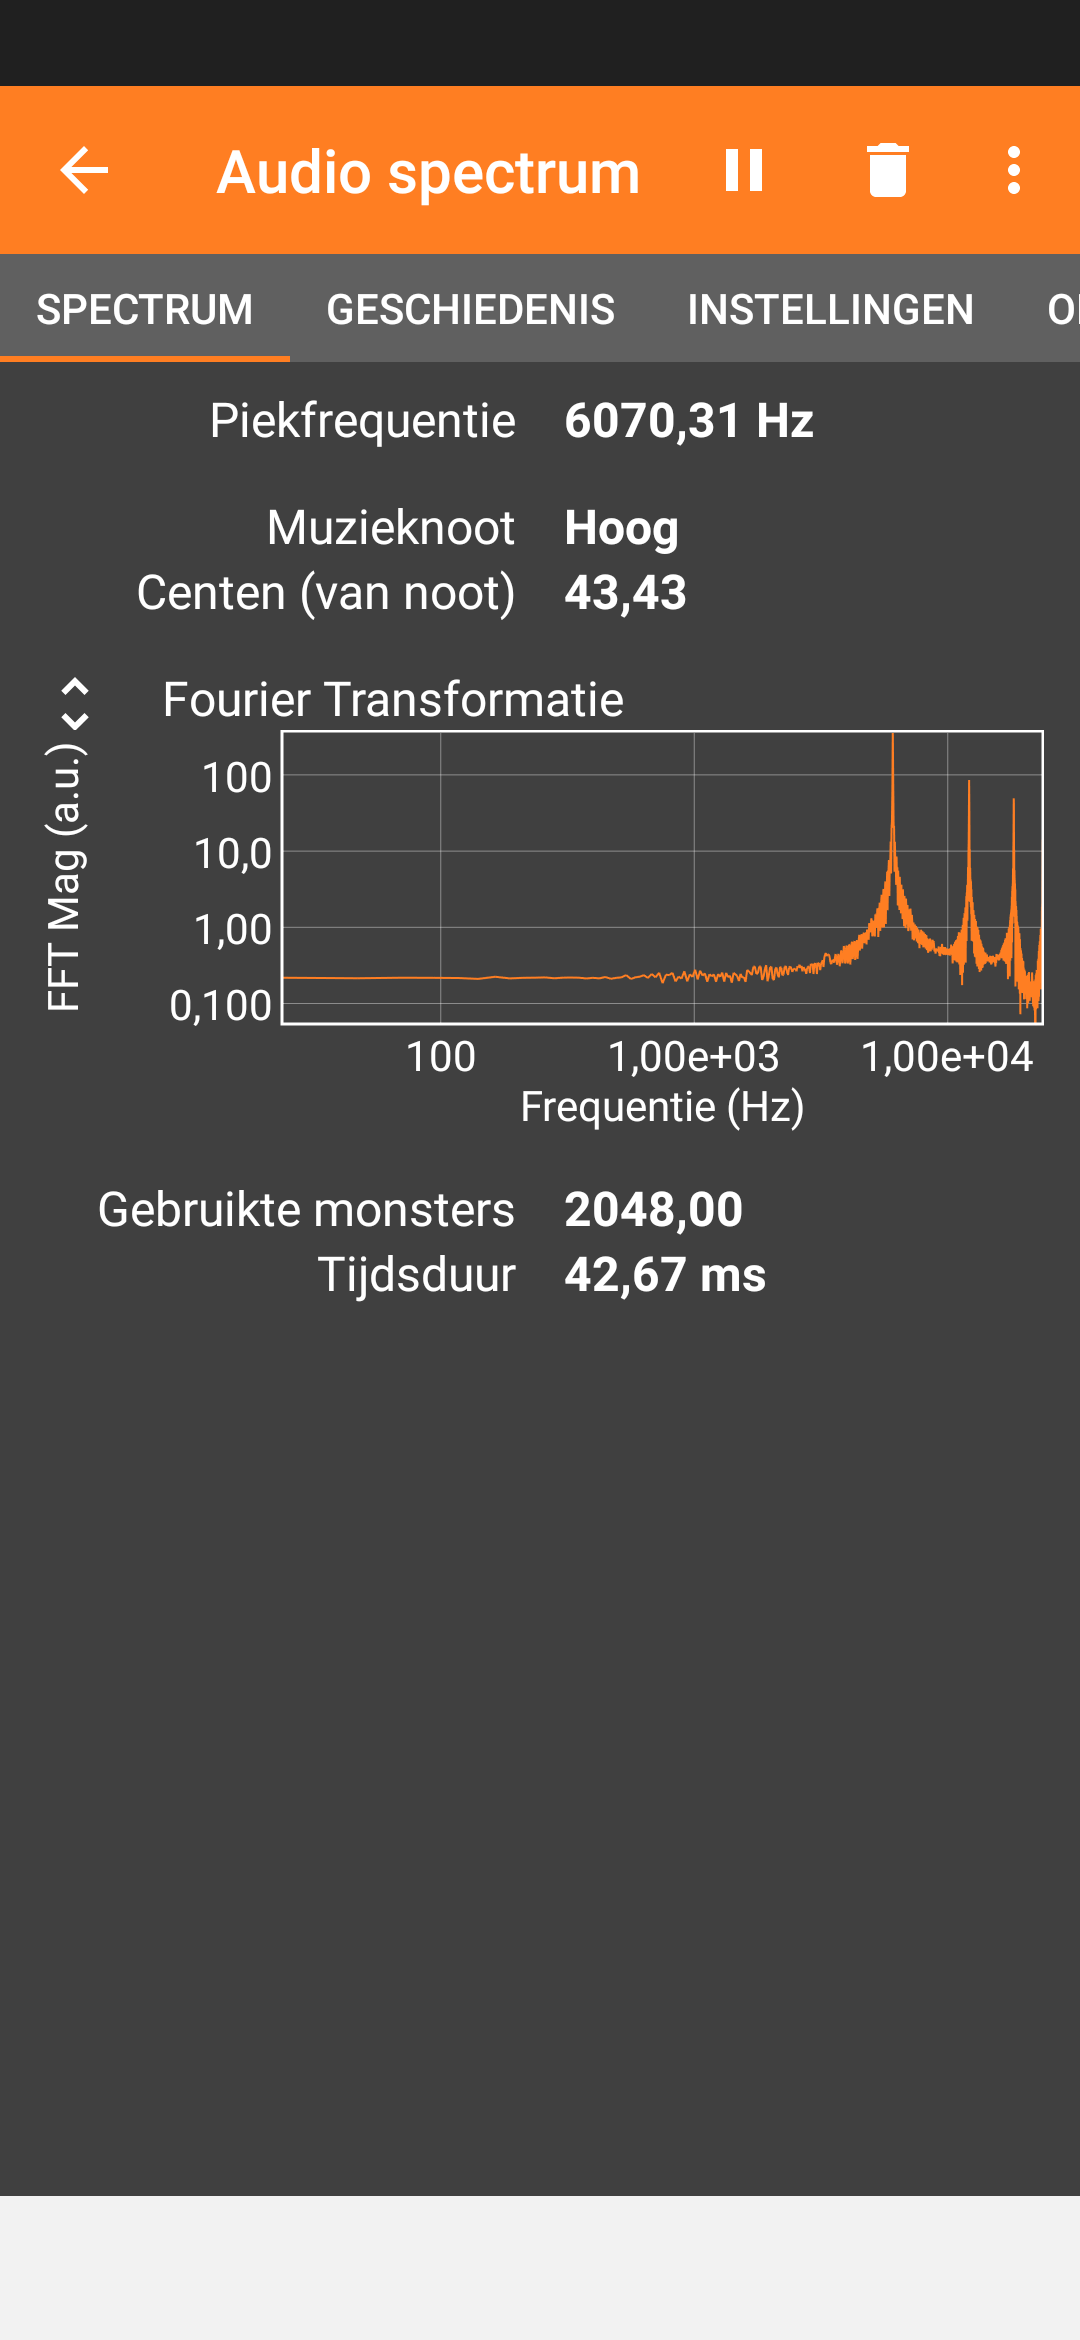 Audio spectrum
SPECTRUM GESCHIEDENIS INSTELLINGEN
Piekfrequentie 6070,31 Hz
Muzieknoot Hoog
Centen (van noot) 43,43
Fourier Transformatie
FFT Mag (a.u.)
100
10,0
1,00
0,100
100 1,00e+03 1,00e+04
Frequentie (Hz)
Gebruikte monsters 2048,00
Tijdsduur 42,67 ms